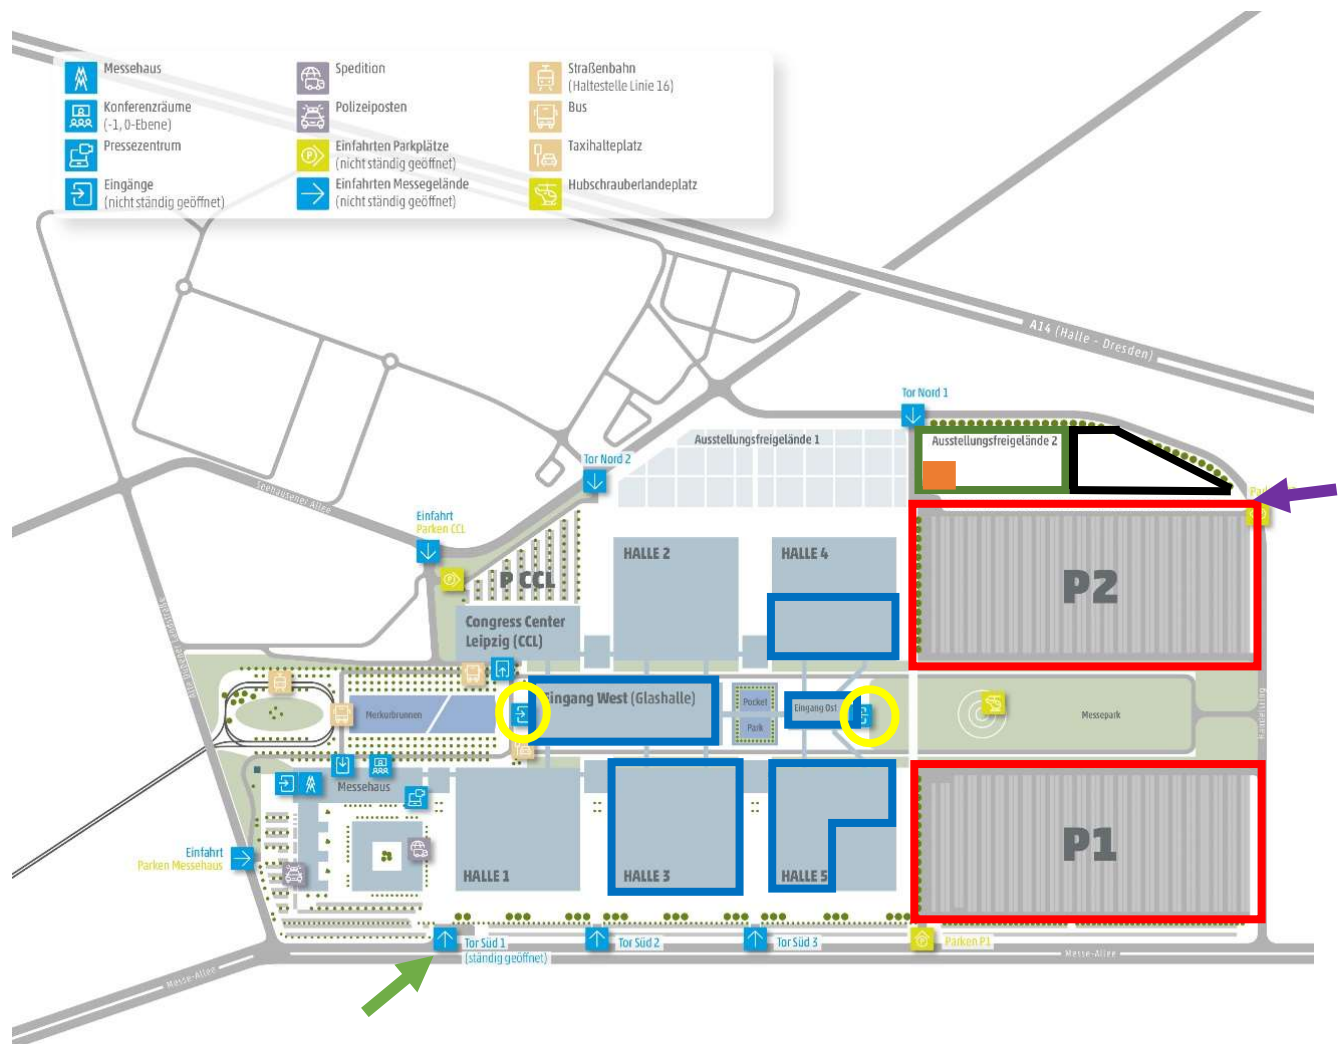 Messehaus
Konferenzräume
(-1, 0-Ebene)
Pressezentrum
Eingänge
(nicht ständig geöffnet)
Spedition
Polizeiposten
Einfahrten Parkplätze
(nicht ständig geöffnet)
Einfahrten Messegelände
(nicht ständig geöffnet)
Straßenbahn
(Haltestelle Linie 16)
Bus
Taxihalteplatz
Hubschrauberlandeplatz
A14 (Halle - Dresden)
Tor Nord 1
Ausstellungsfreigelände 1
Ausstellungsfreigelände 2
Tor Nord 2
Seehausener Allee
Einfahrt
Parken CCL
HALLE 2
HALLE 4
P CCL
P2
Congress Center
Leipzig (CCL)
Eingang West (Glashalle)
Pocket
Park
Eingang Ost
Merkurbrunnen
Messepark
Messehaus
P1
Einfahrt
Parken Messehaus
HALLE 1
HALLE 3
HALLE 5
Tor Süd 1
(ständig geöffnet)
Tor Süd 2
Tor Süd 3
Parken P1
Messe-Allee
Messe-Allee